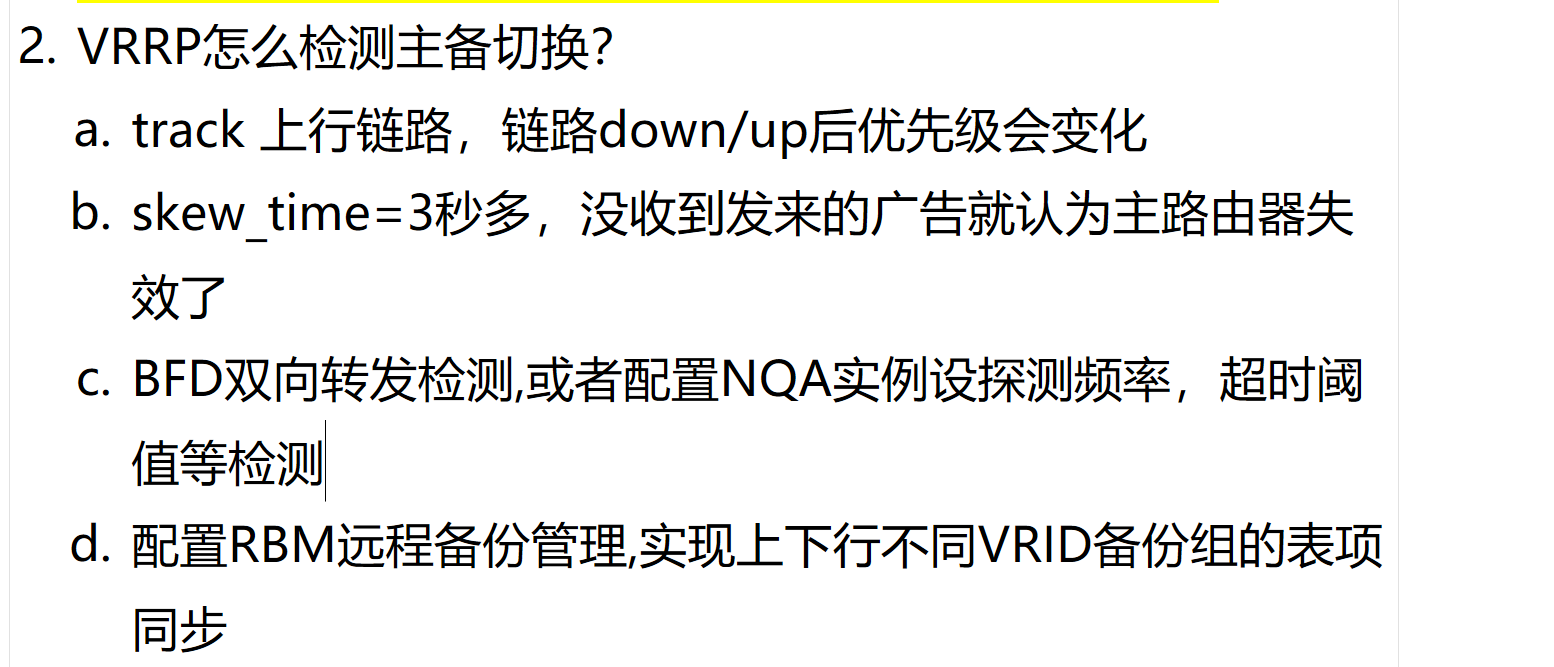 2. VRRP怎么检测主备切换？
a. track 上行链路，链路down/up后优先级会变化
b. skew_time=3秒多，没收到发来的广告就认为主路由器失
效了
c. BFD双向转发检测,或者配置NQA实例设探测频率，超时阈
值等检测
d. 配置RBM远程备份管理,实现上下行不同VRID备份组的表项
同步